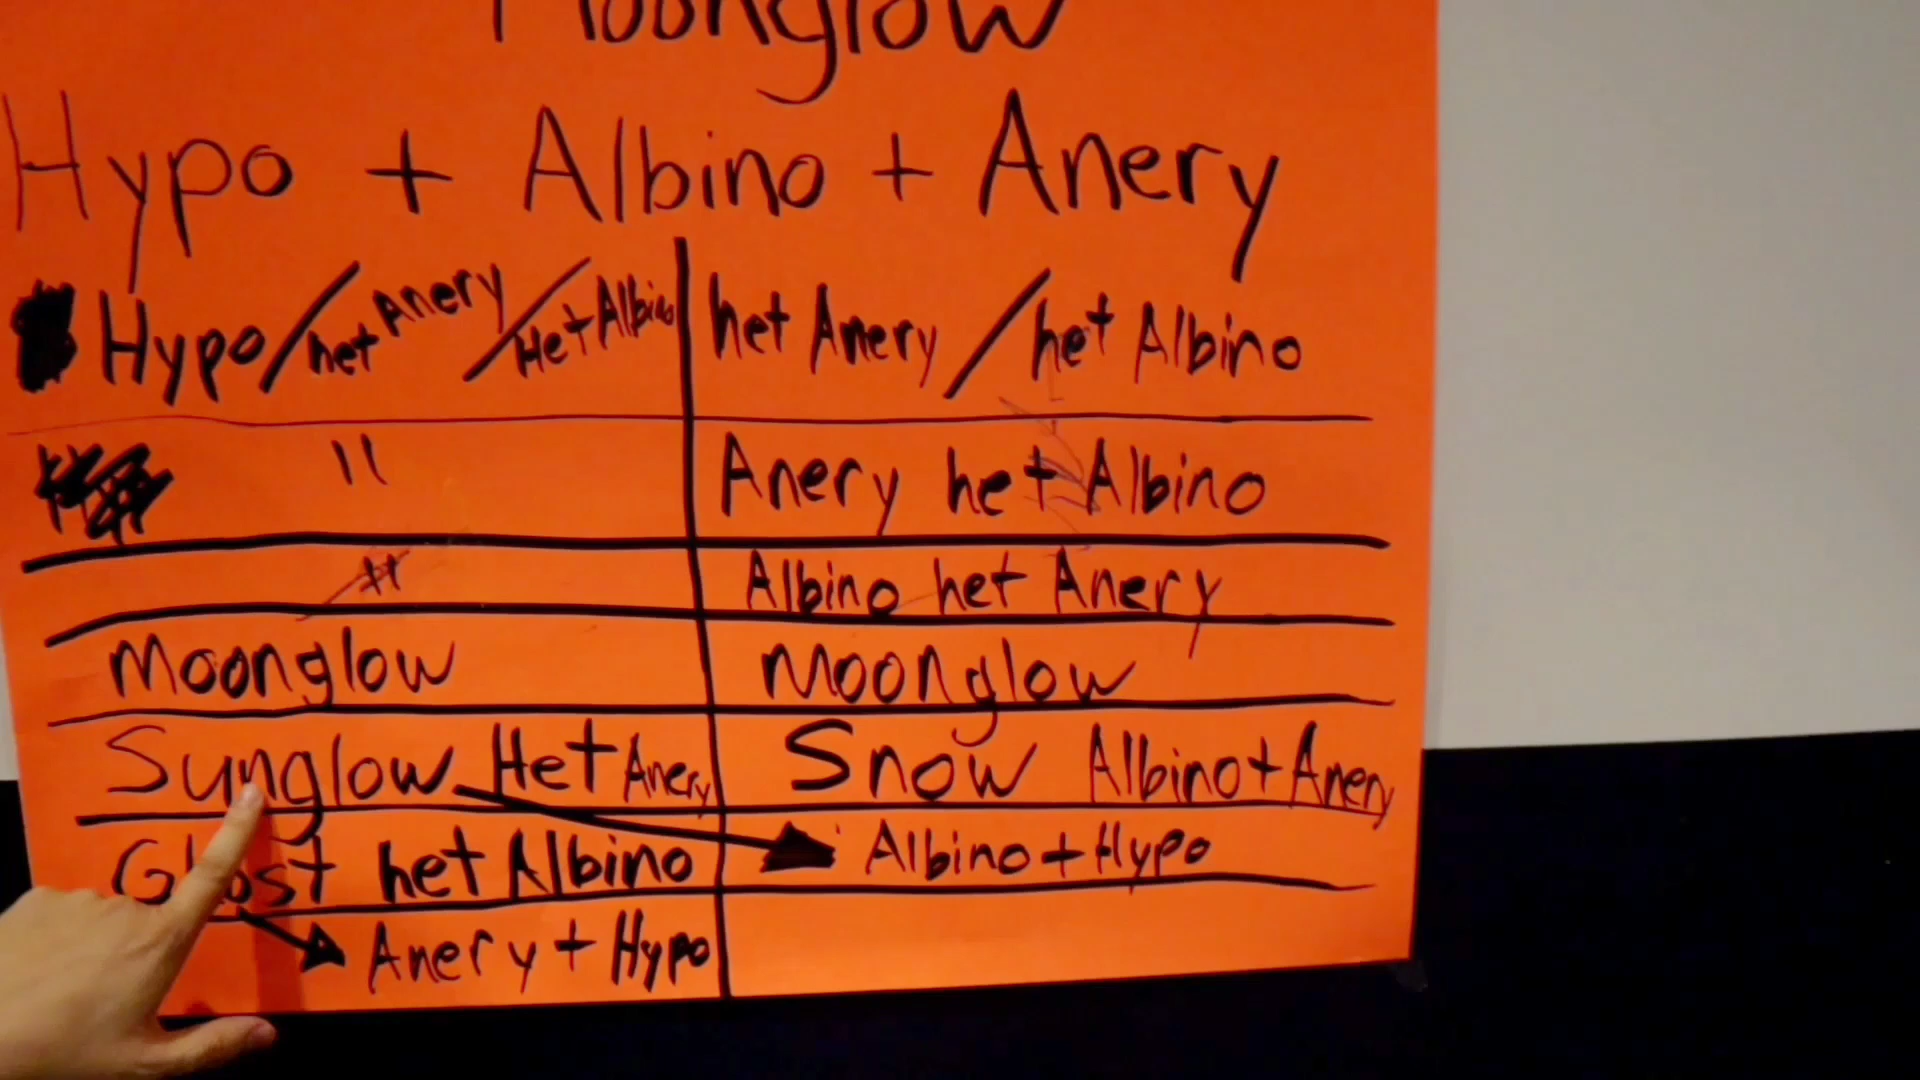 Moonglow
Hypo + Albino + Anery
Hypo/het Anery/Het Albino het Anery/het Albino
" Anery het Albino
" Albino het Anery
Moonglow Moonglow
Sunglow Het Anery Snow Albino+Anery
Ghost het Albino Albino+Hypo
Anery + Hypo